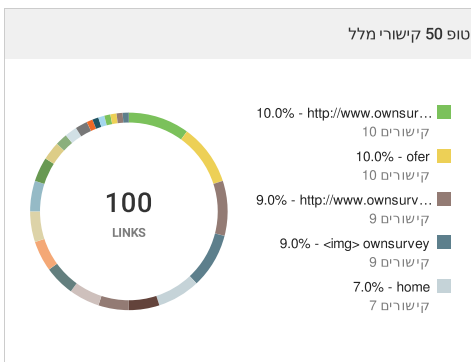 טופ 50 קישורי מלל
10.0% - http://www.ownsur...
10 קישורים
10.0% - ofer
10 קישורים
9.0% - http://www.ownsurv...
9 קישורים
9.0% - <img> ownsurvey
9 קישורים
7.0% - home
7 קישורים
100
LINKS